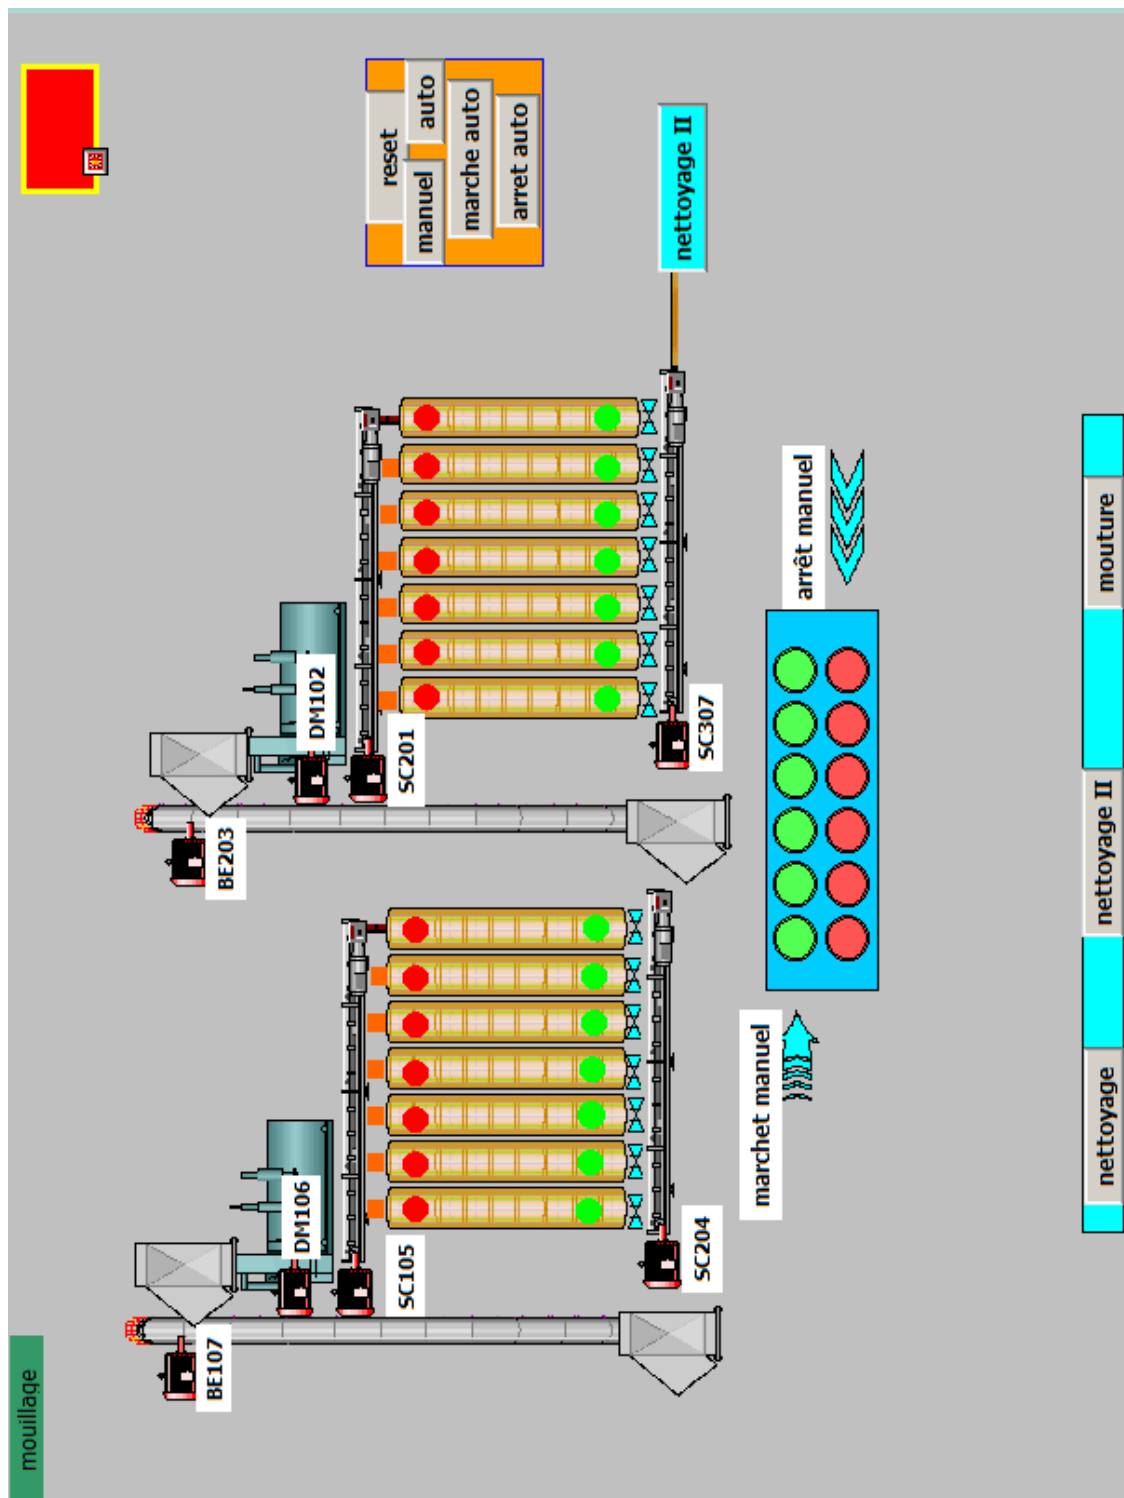 mouillage
reset
manuel
auto
marche auto
arret auto
BE107
DM106
SC105
SC204
BE203
DM102
SC201
SC307
nettoyage II
marchet manuel
arrêt manuel
nettoyage
nettoyage II
mouture